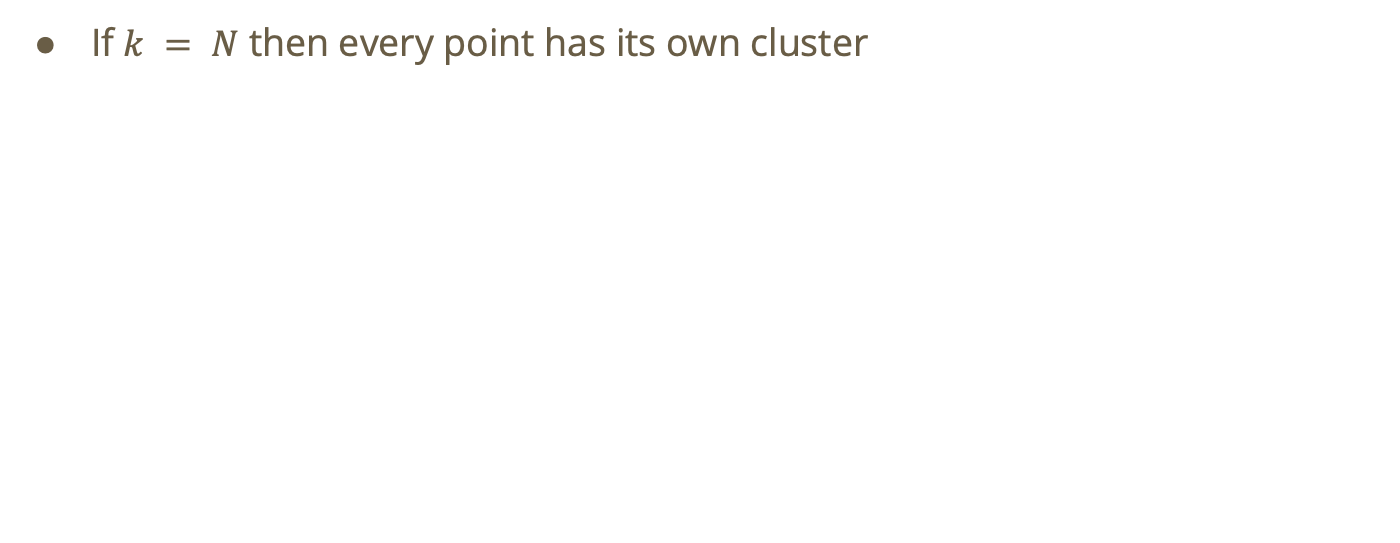 ● If k = N then every point has its own cluster